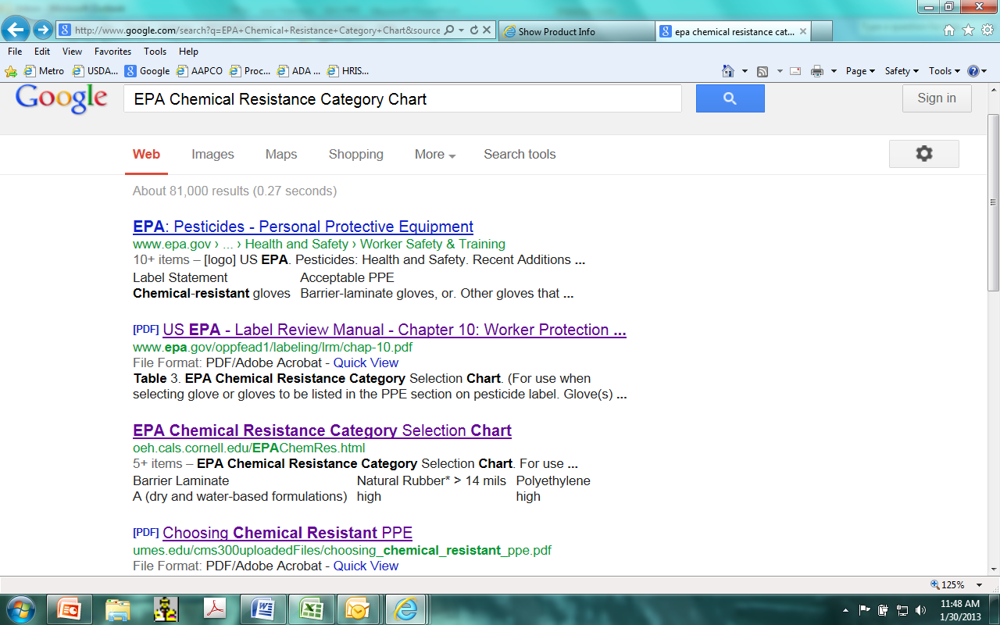 http://www.google.com/search?q=EPA+Chemical+Resistance+Category+Chart&source
Show Product Info
epa chemical resistance cat...
File Edit View Favorites Tools Help
Metro USDA... Google AAPCO Proc... ADA ... HRIS...
Page Safety Tools
Google
EPA Chemical Resistance Category Chart
Sign in
Web Images Maps Shopping More Search tools
About 81,000 results (0.27 seconds)
EPA: Pesticides - Personal Protective Equipment
www.epa.gov › ... › Health and Safety › Worker Safety & Training
10+ items – [logo] US EPA. Pesticides: Health and Safety. Recent Additions ...
Label Statement Acceptable PPE
Chemical-resistant gloves Barrier-laminate gloves, or. Other gloves that ...
[PDF] US EPA - Label Review Manual - Chapter 10: Worker Protection ...
www.epa.gov/oppfead1/labeling/lrm/chap-10.pdf
File Format: PDF/Adobe Acrobat - Quick View
Table 3. EPA Chemical Resistance Category Selection Chart. (For use when
selecting glove or gloves to be listed in the PPE section on pesticide label. Glove(s) ...
EPA Chemical Resistance Category Selection Chart
oeh.cals.cornell.edu/EPAChemRes.html
5+ items – EPA Chemical Resistance Category Selection Chart. For use ...
Barrier Laminate Natural Rubber* > 14 mils Polyethylene
A (dry and water-based formulations) high high
[PDF] Choosing Chemical Resistant PPE
umes.edu/cms300uploadedFiles/choosing_chemical_resistant_ppe.pdf
File Format: PDF/Adobe Acrobat - Quick View
125%
11:48 AM
1/30/2013